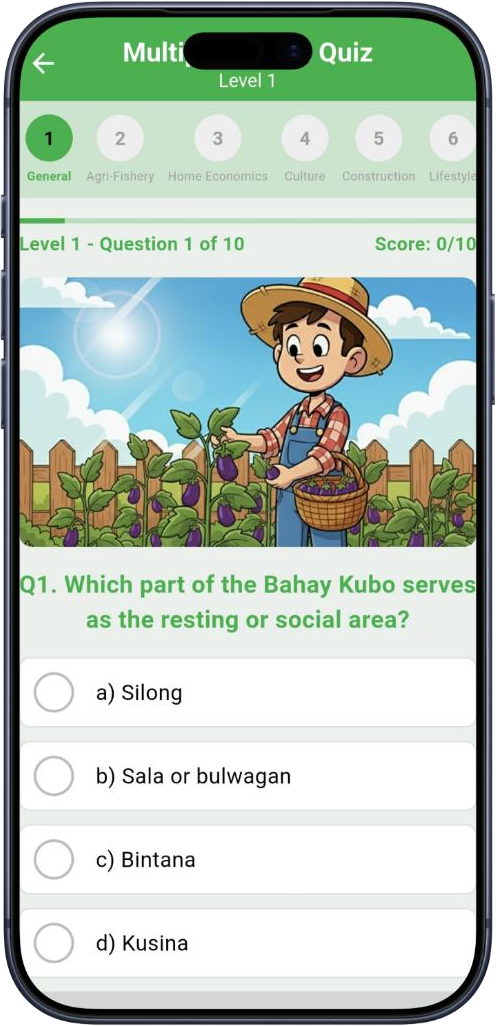 Multi Quiz
Level 1
1 2 3 4 5 6
General Agri-Fishery Home Economics Culture Construction Lifestyle
Level 1 - Question 1 of 10 Score: 0/10
Q1. Which part of the Bahay Kubo serves
as the resting or social area?
a) Silong
b) Sala or bulwagan
c) Bintana
d) Kusina